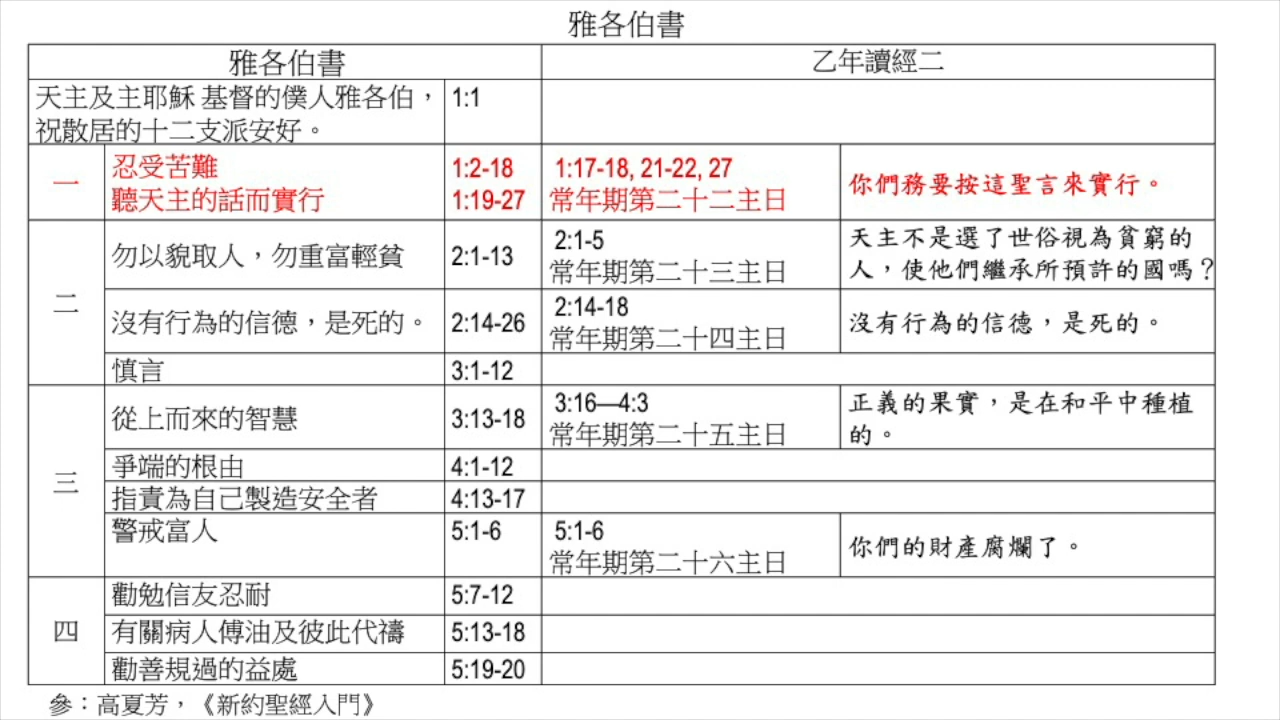 雅各伯書
雅各伯書
乙年讀經二
天主及主耶穌 基督的僕人雅各伯，
祝散居的十二支派安好。
1:1
一
忍受苦難
1:2-18
聽天主的話而實行
1:19-27
1:17-18, 21-22, 27
常年期第二十二主日
你們務要按這聖言來實行。
二
勿以貌取人，勿重富輕貧
2:1-13
2:1-5
常年期第二十三主日
天主不是選了世俗視為貧窮的
人，使他們繼承所預許的國嗎？
沒有行為的信德，是死的。
2:14-26
2:14-18
常年期第二十四主日
沒有行為的信德，是死的。
慎言
3:1-12
三
從上而來的智慧
3:13-18
3:16—4:3
常年期第二十五主日
正義的果實，是在和平中種植
的。
爭端的根由
4:1-12
指責為自己製造安全者
4:13-17
警戒富人
5:1-6
5:1-6
常年期第二十六主日
你們的財產腐爛了。
四
勸勉信友忍耐
5:7-12
有關病人傅油及彼此代禱
5:13-18
勸善規過的益處
5:19-20
參：高夏芳，《新約聖經入門》